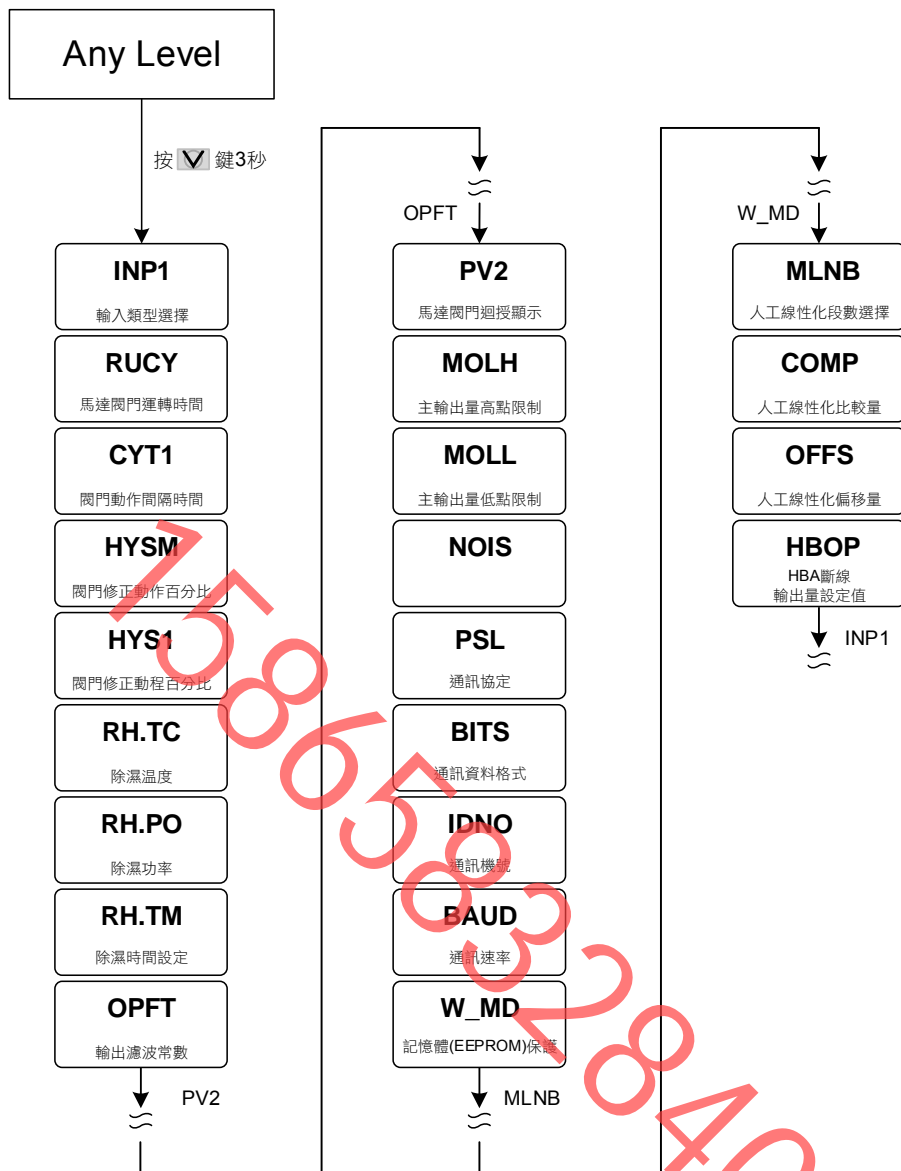 Any Level
按 鍵3秒
INP1
輸入類型選擇
RUCY
馬達閥門運轉時間
CYT1
閥門動作間隔時間
HYSM
閥門修正動作百分比
HYS1
閥門修正動程百分比
RH.TC
除濕溫度
RH.PO
除濕功率
RH.TM
除濕時間設定
OPFT
輸出濾波常數
PV2
OPFT
PV2
馬達閥門迴授顯示
MOLH
主輸出量高點限制
MOLL
主輸出量低點限制
NOIS
PSL
通訊協定
BITS
通訊資料格式
IDNO
通訊機號
BAUD
通訊速率
W_MD
記憶體(EEPROM)保護
MLNB
W_MD
MLNB
人工線性化段數選擇
COMP
人工線性化比較量
OFFS
人工線性化偏移量
HBOP
HBA斷線
輸出量設定值
INP1
15865832840